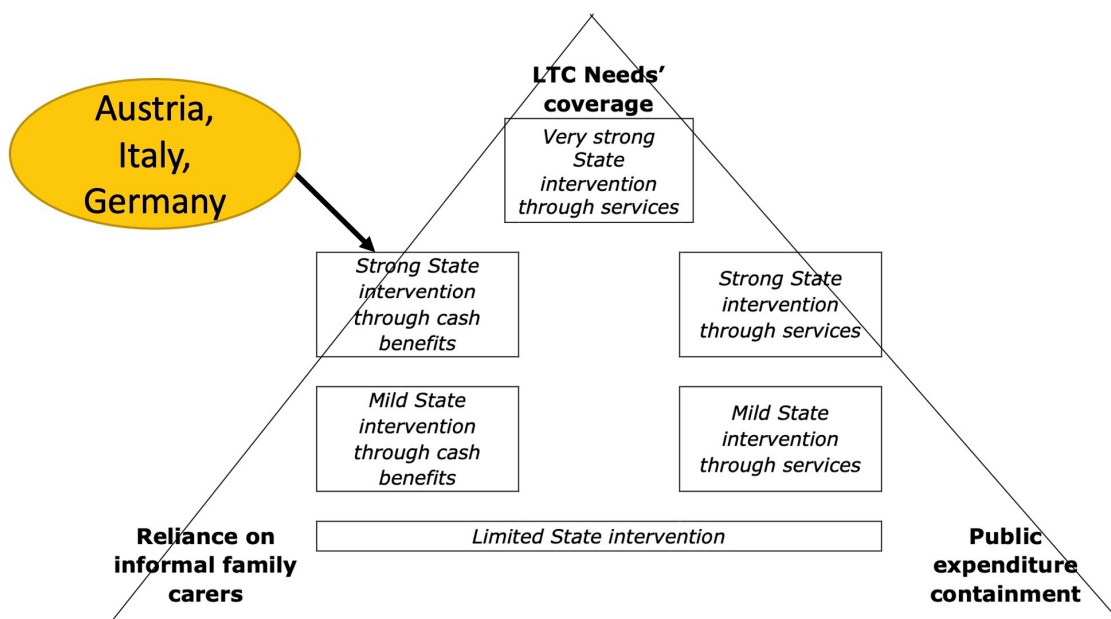 LTC Needs’
coverage
Austria,
Italy,
Germany
Very strong
State
intervention
through services
Strong State
intervention
through cash
benefits
Strong State
intervention
through services
Mild State
intervention
through cash
benefits
Mild State
intervention
through services
Reliance on
informal family
carers
Limited State intervention
Public
expenditure
containment